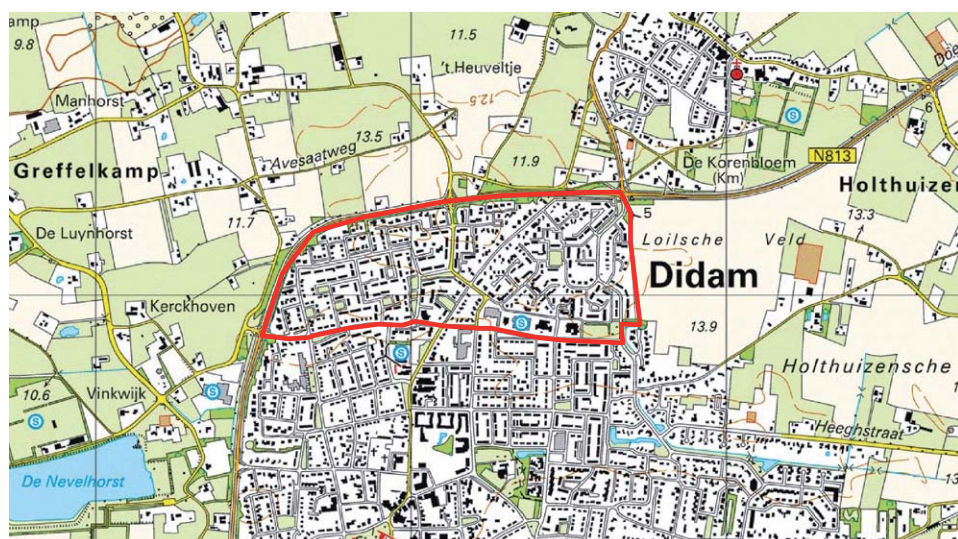 amp
9.8
11.5
't Heuveltje
12.5
Manhorst
13.5
Avesaatweg
11.9
Greffelkamp
De Korenbloem
(Km)
N813
6
S
Holthuizen
11.7
5
13.3
De Luynhorst
Loilsche Veld
Didam
Kerckhoven
S
13.9
S
Holthuizensche
Vinkwijk
S
10.6
S
Heeghstraat
P
De Nevelhorst
13